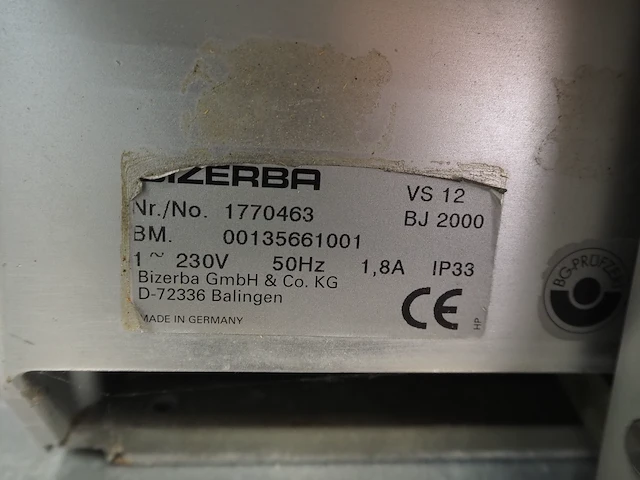 BIZERBA
VS 12
Nr./No. 1770463
BJ 2000
BM. 00135661001
1~ 230V 50Hz 1,8A IP33
Bizerba GmbH & Co. KG
D-72336 Balingen
CE
MADE IN GERMANY
HP